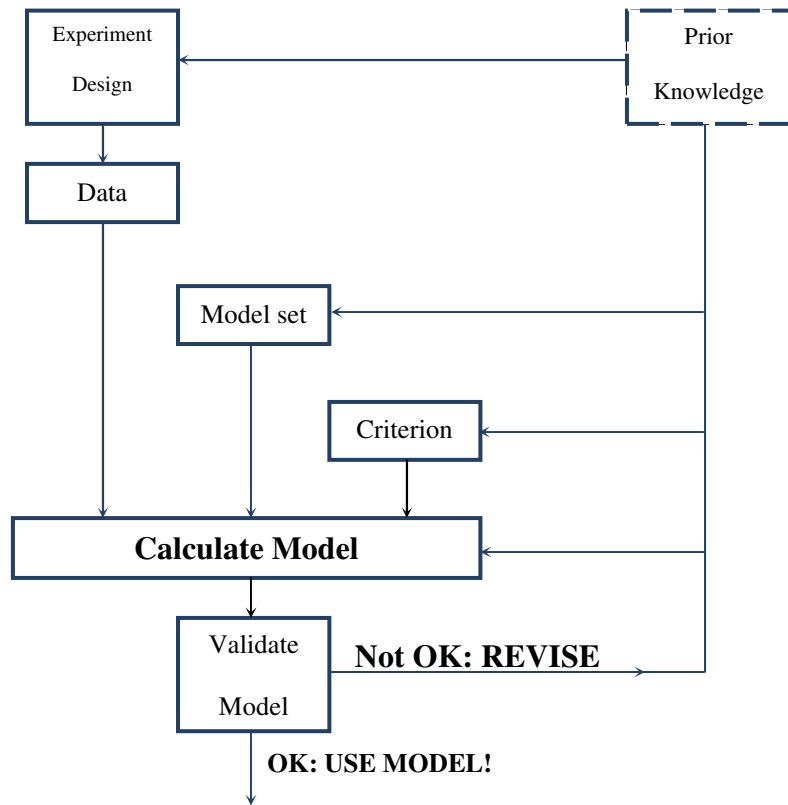 Experiment
Design
Prior
Knowledge
Data
Model set
Criterion
Calculate Model
Validate
Model
Not OK: REVISE
OK: USE MODEL!